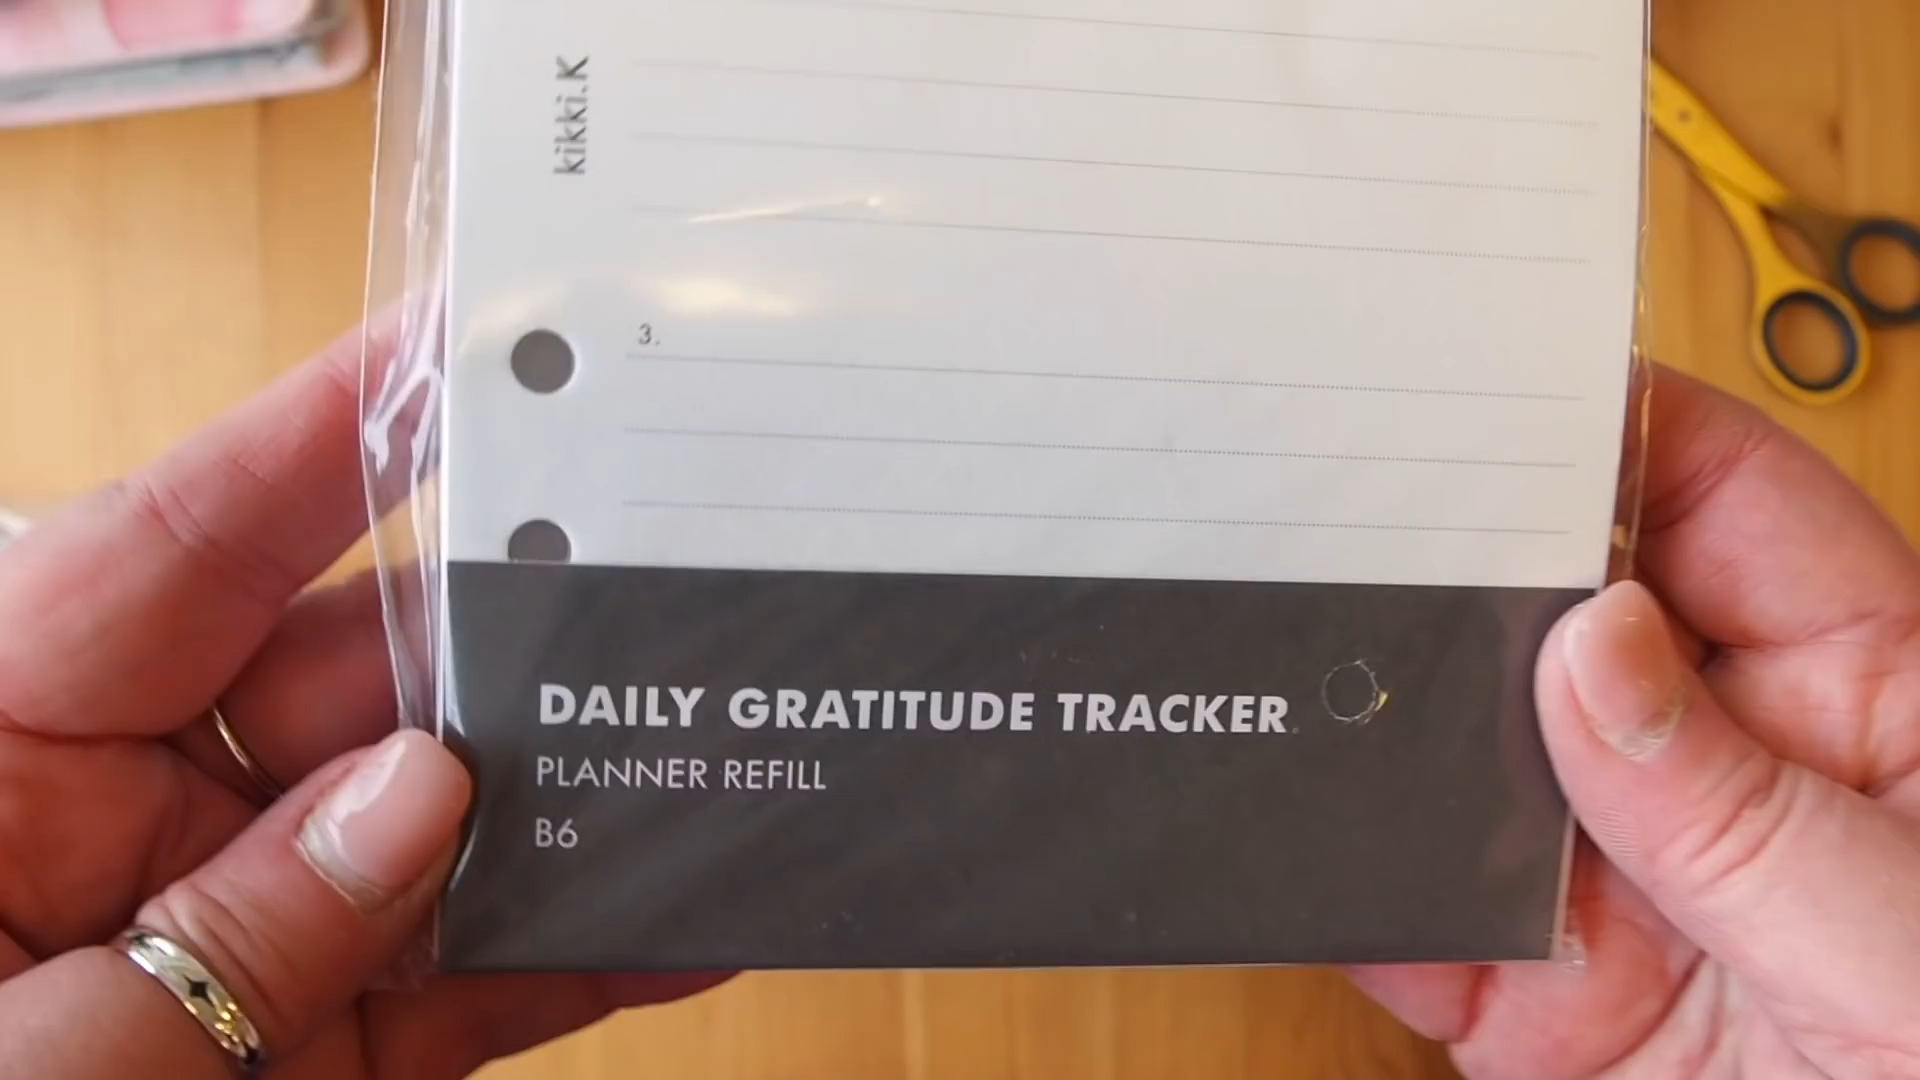 kikki.K
3.
DAILY GRATITUDE TRACKER
PLANNER REFILL
B6